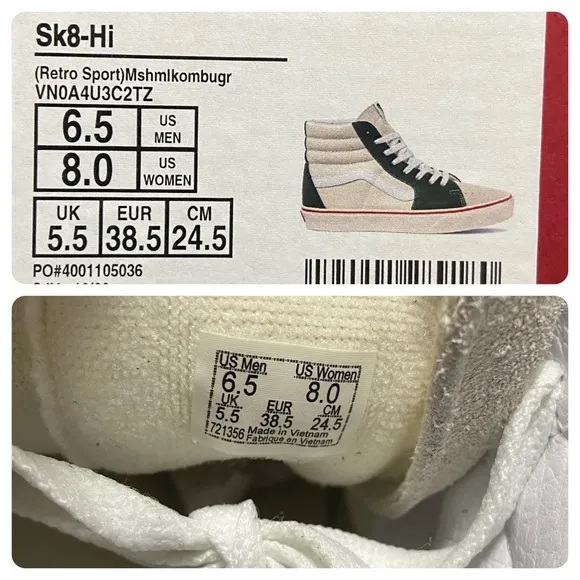 Sk8-Hi
(Retro Sport)Mshmlkombugr
VN0A4U3C2TZ
6.5 US MEN
8.0 US WOMEN
UK EUR CM
5.5 38.5 24.5
PO#4001105036
US Men US Women
6.5 8.0
UK EUR CM
5.5 38.5 24.5
721356 Made in Vietnam
Fabrique en Vietnam